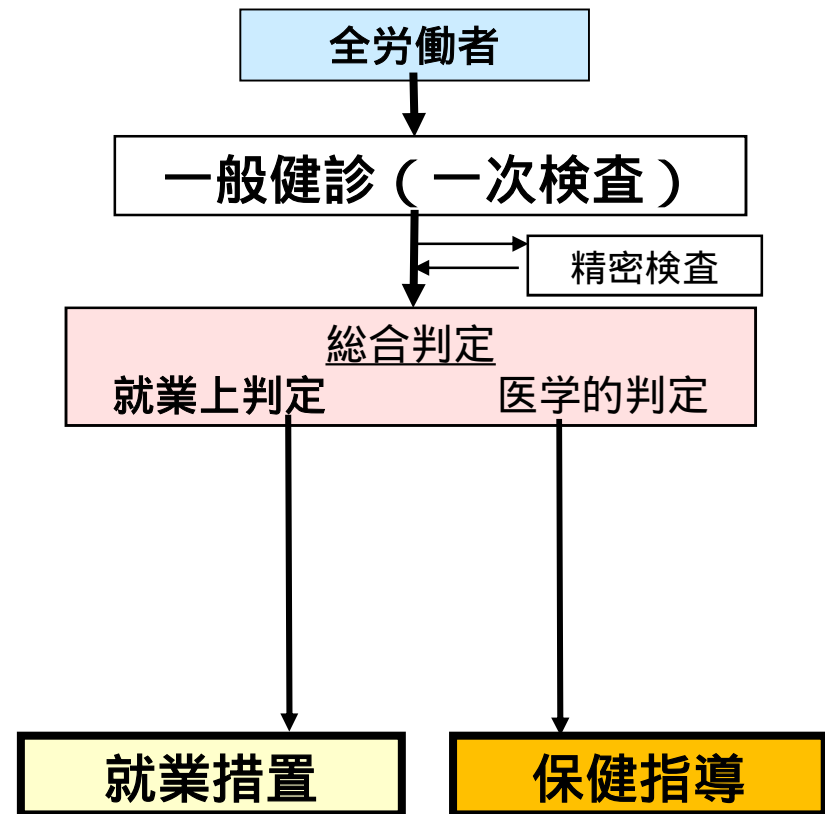 全労働者
一般健診（一次検査）
精密検査
総合判定
就業上判定 医学的判定
就業措置 保健指導